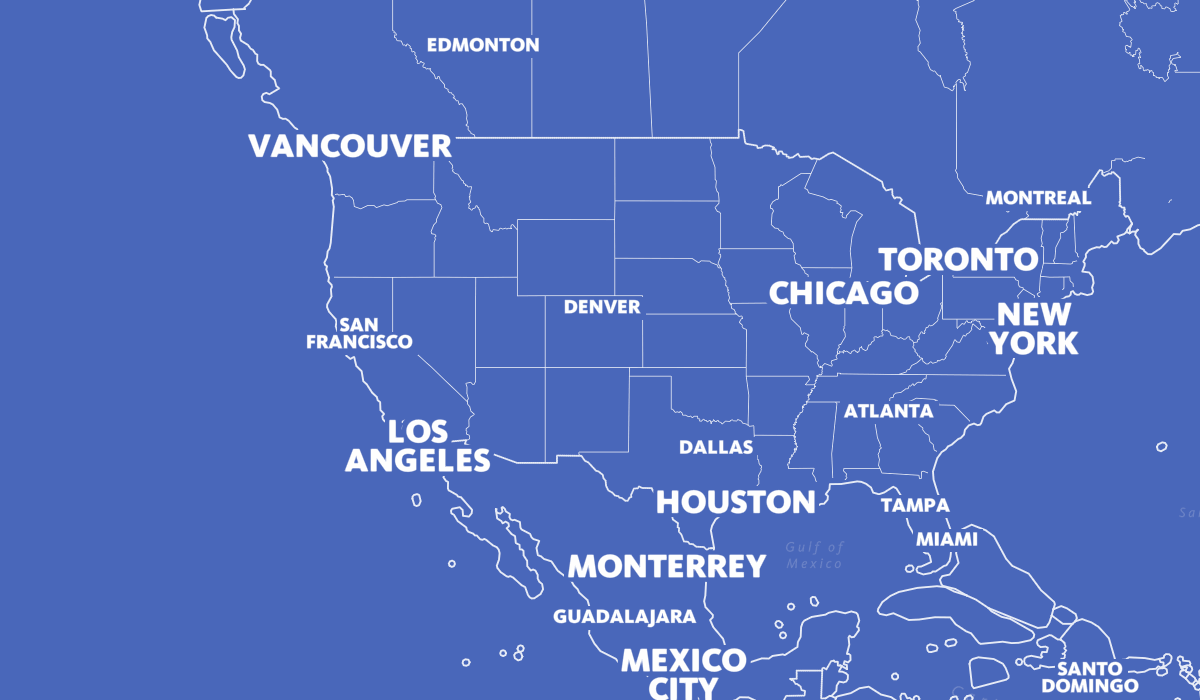 EDMONTON
VANCOUVER
MONTREAL
TORONTO
CHICAGO
DENVER
NEW
YORK
SAN
FRANCISCO
ATLANTA
LOS
ANGELES
DALLAS
HOUSTON
TAMPA
MIAMI
Gulf of
Mexico
MONTERREY
GUADALAJARA
MEXICO
CITY
SANTO
DOMINGO